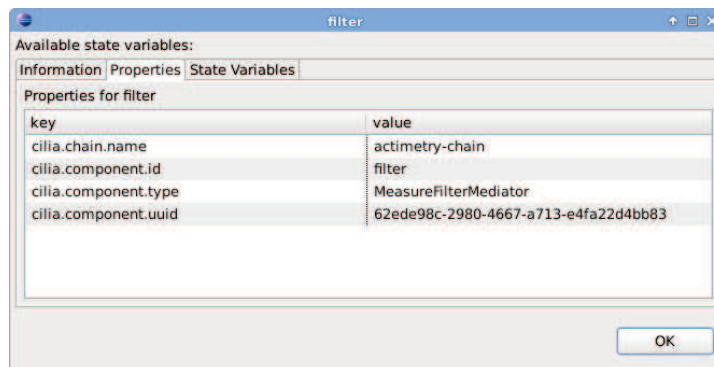 filter
Available state variables:
Information Properties State Variables
Properties for filter
key value
cilia.chain.name actimetry-chain
cilia.component.id filter
cilia.component.type MeasureFilterMediator
cilia.component.uuid 62ede98c-2980-4667-a713-e4fa22d4bb83
OK